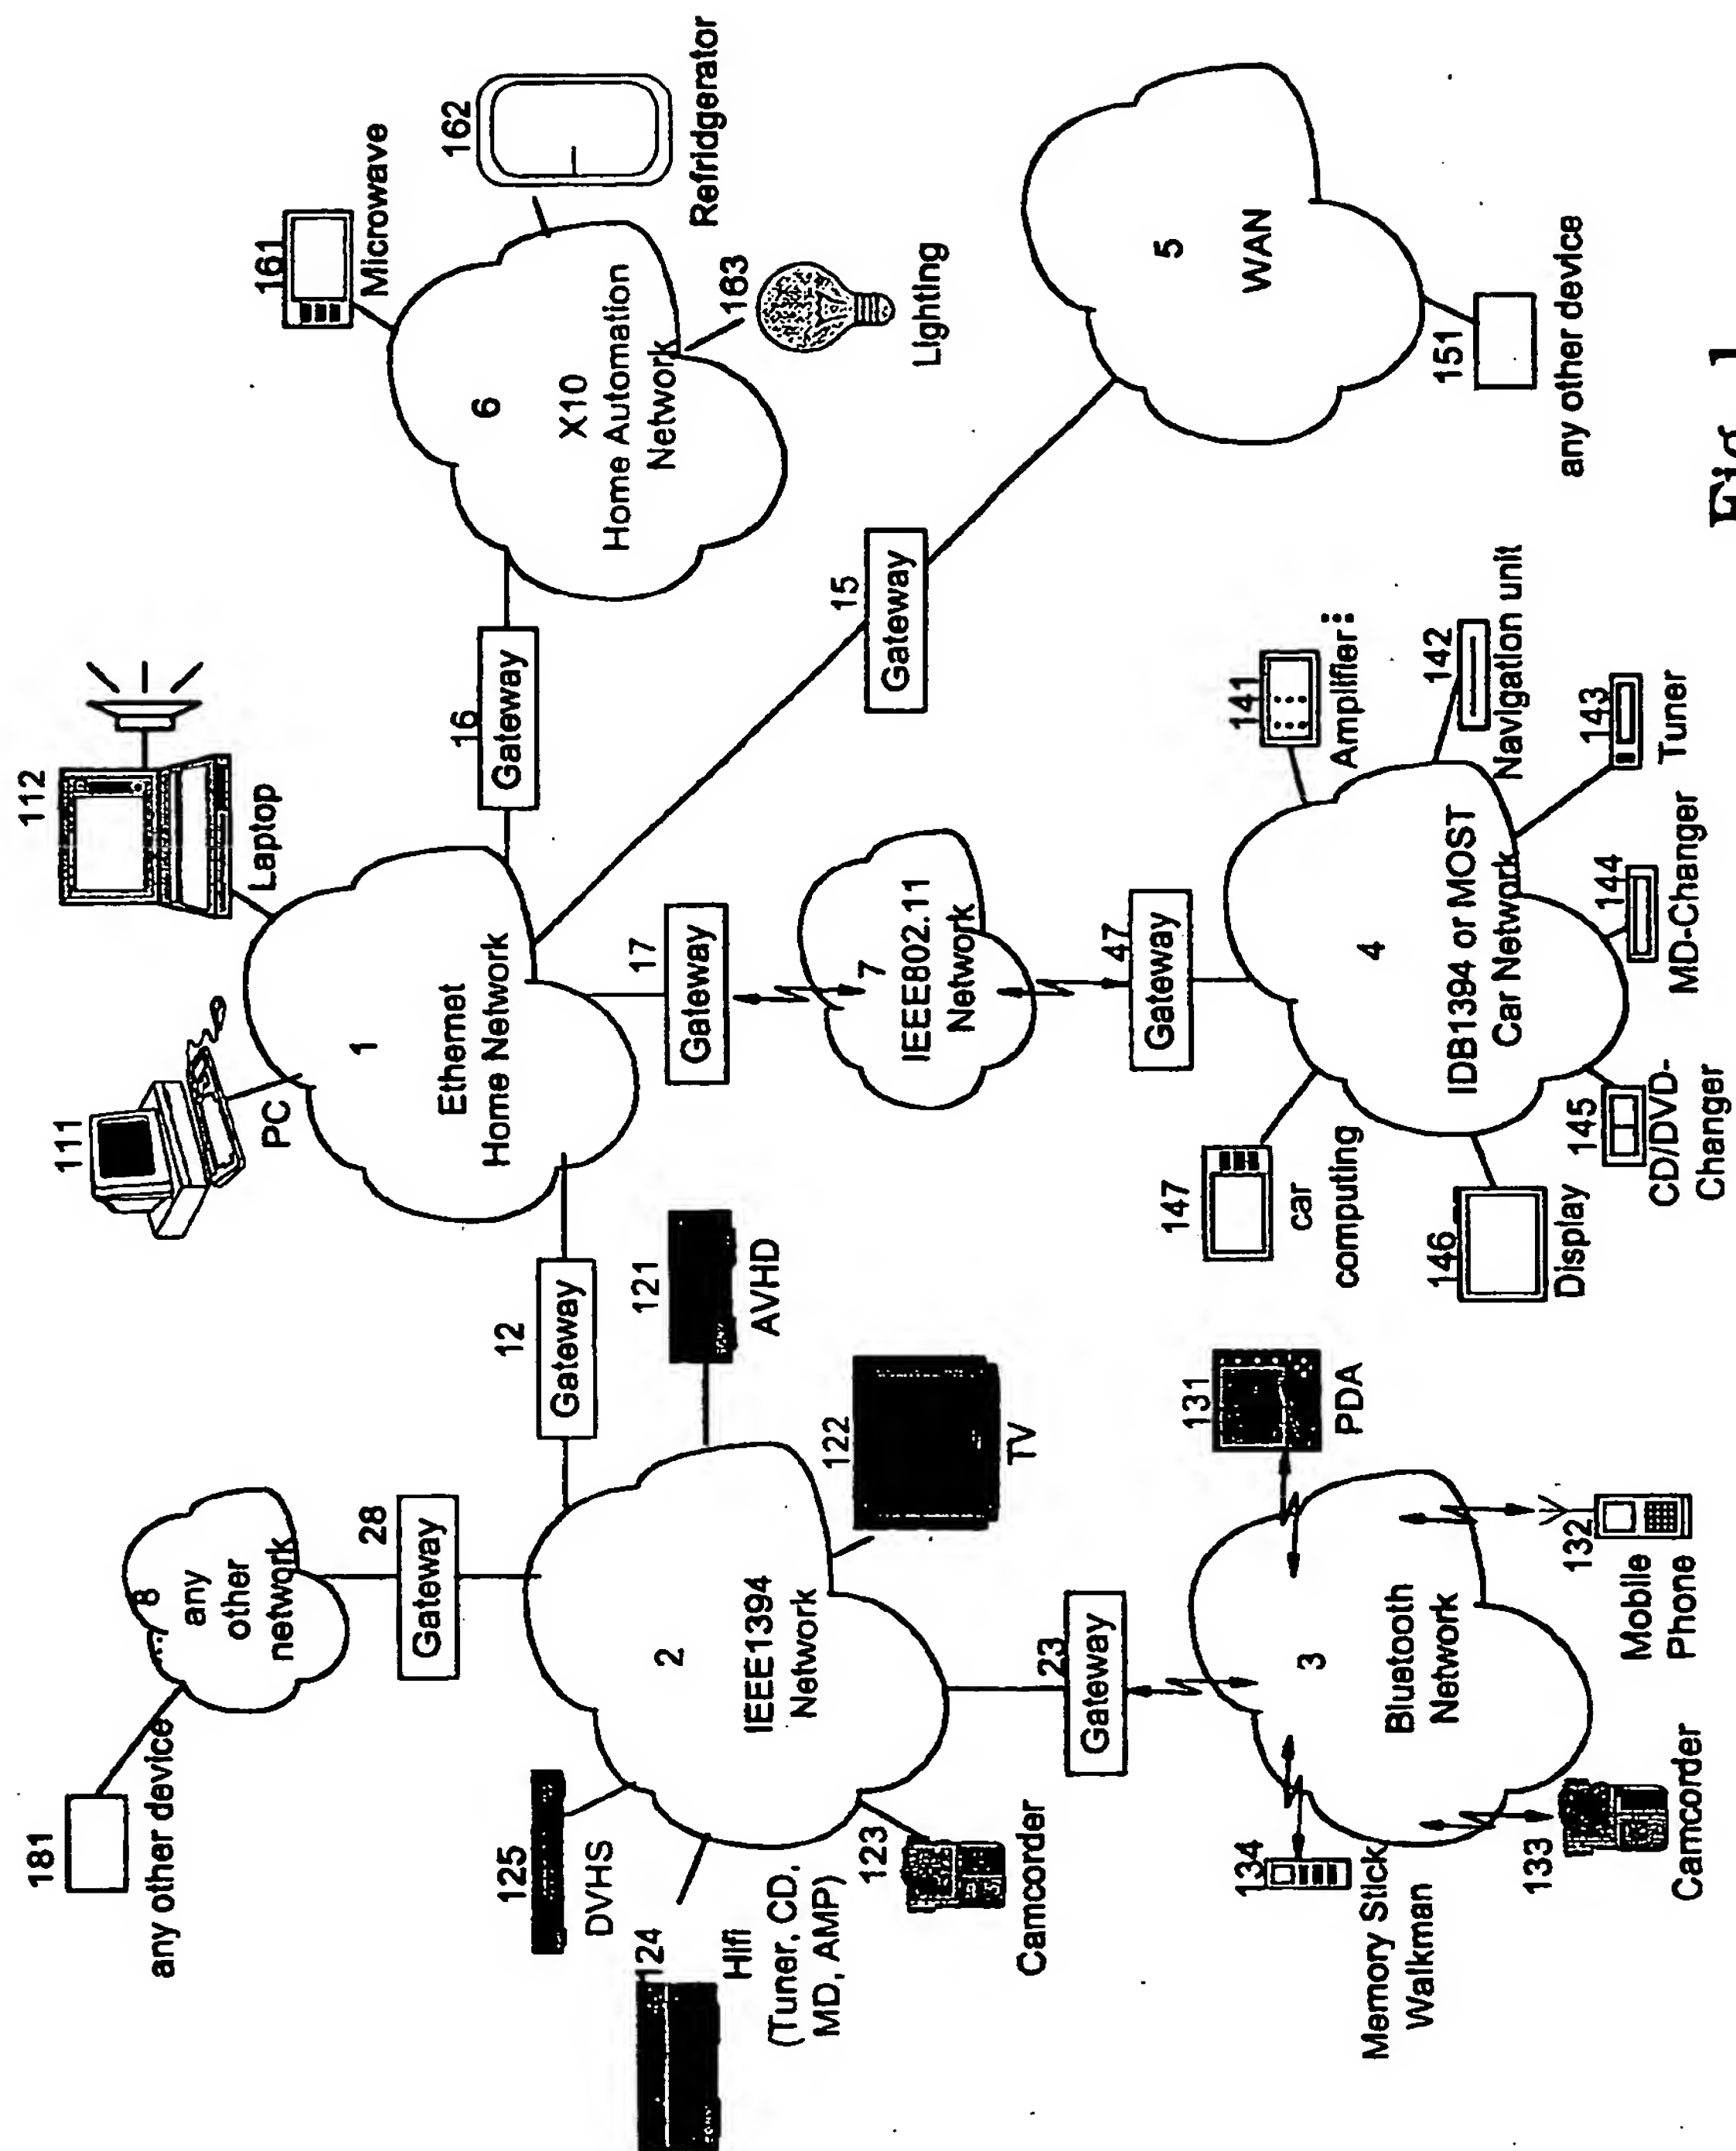 181
any other device
8
any
other
network
28
Gateway
111
PC
112
Laptop
1
Ethernet
Home Network
16
Gateway
161
Microwave
162
Refridgerator
6
X10
Home Automation
Network
163
Lighting
125
DVHS
124
Hifi
(Tuner, CD,
MD, AMP)
123
Camcorder
2
IEEE1394
Network
12
Gateway
121
AVHD
122
TV
17
Gateway
15
Gateway
7
IEEE802.11
Network
5
WAN
151
any other device
23
Gateway
47
Gateway
134
Memory Stick
Walkman
133
Camcorder
3
Bluetooth
Network
131
PDA
132
Mobile
Phone
147
car
computing
146
Display
145
CD/DVD-
Changer
4
IDB1394 or MOST
Car Network
144
MD-Changer
143
Tuner
142
Navigation unit
141
Amplifier
Fig. 1